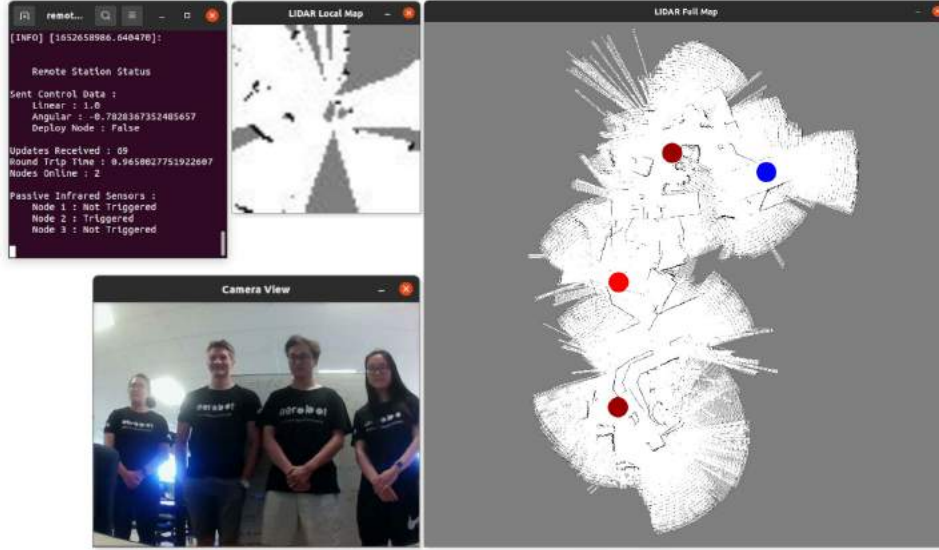 remot...
[INFO] [1652658986.640470]:
Remote Station Status
Sent Control Data :
Linear : 1.0
Angular : -0.7828367352485657
Deploy Node : False
Updates Received : 69
Round Trip Time : 0.9650027751922607
Nodes Online : 2
Passive Infrared Sensors :
Node 1 : Not Triggered
Node 2 : Triggered
Node 3 : Not Triggered
LIDAR Local Map
LIDAR Full Map
Camera View
aerobot